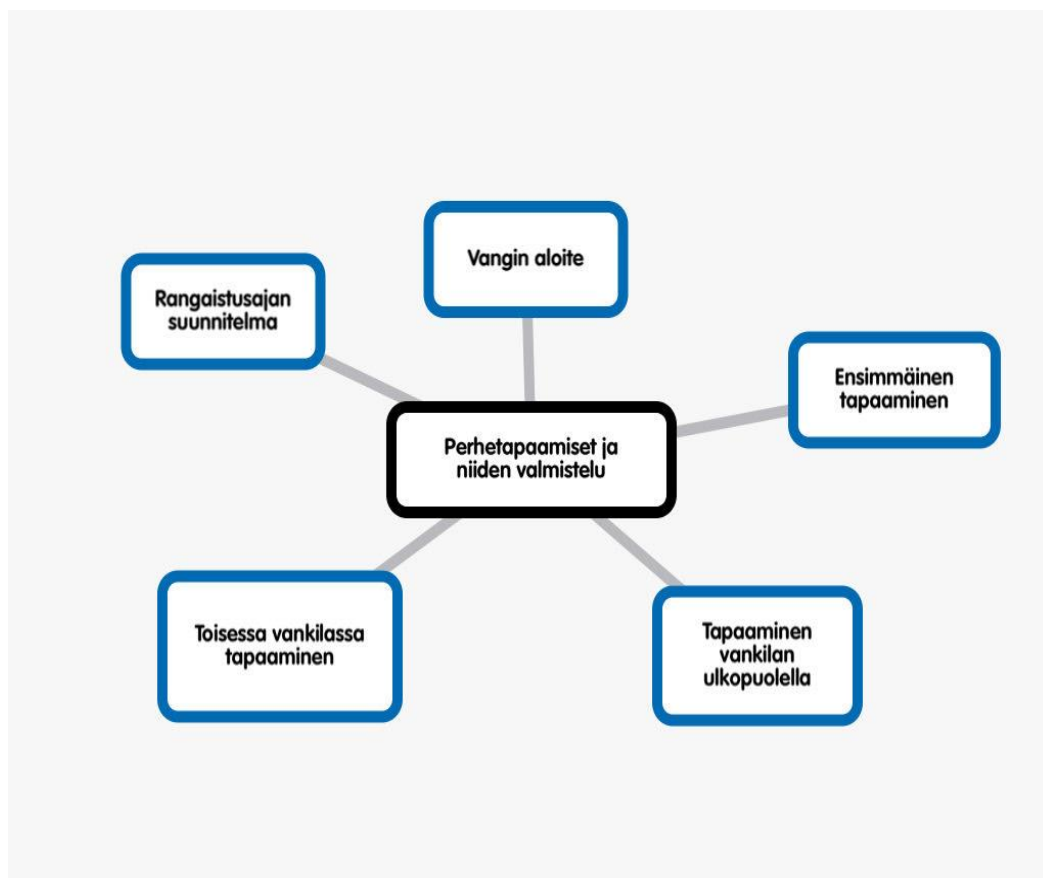 Vangin aloite
Rangaistusajan
suunnitelma
Ensimmäinen
tapaaminen
Perhetapaamiset ja
niiden valmistelu
Toisessa vankilassa
tapaaminen
Tapaaminen
vankilan
ulkopuolella